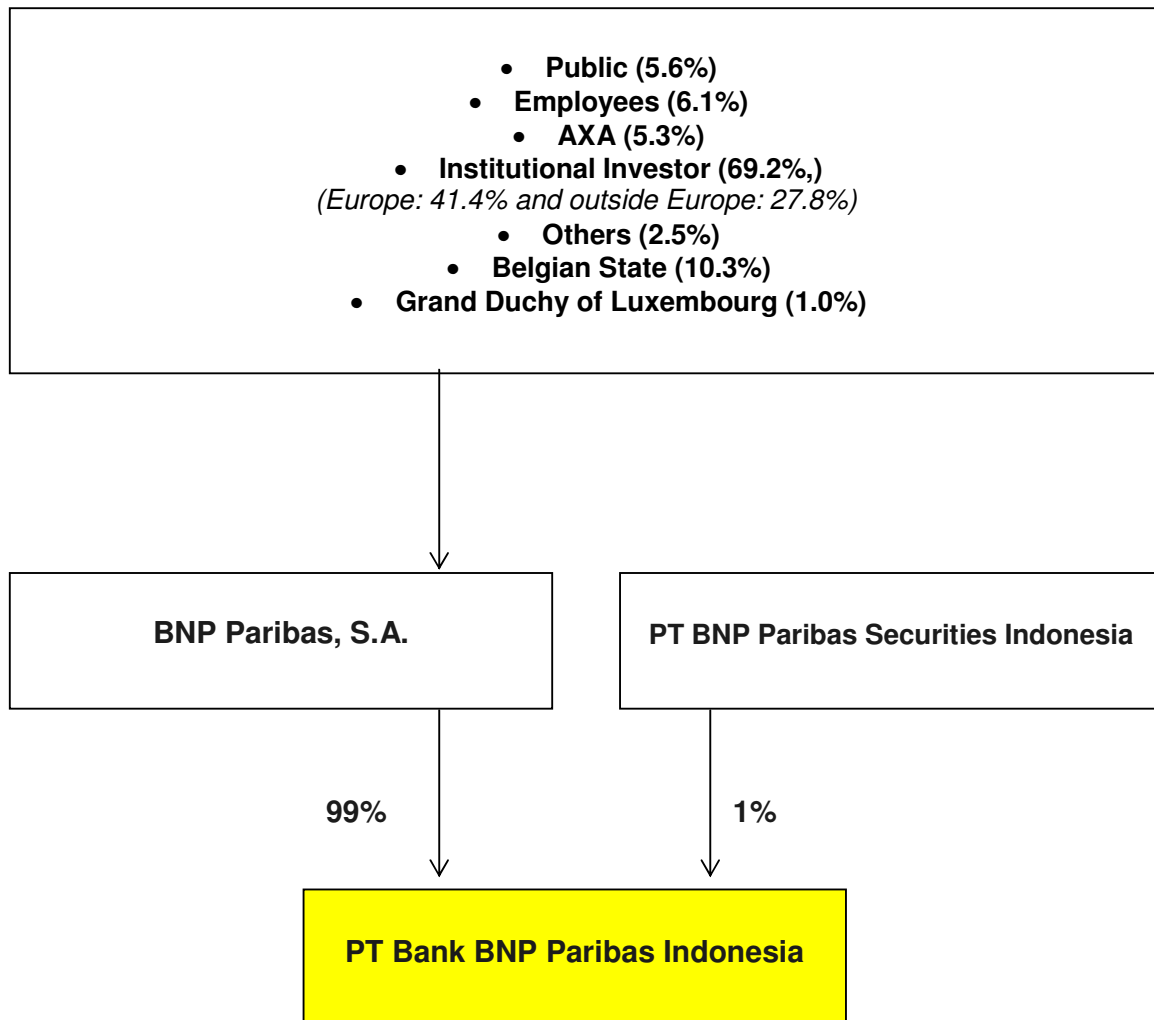 • Public (5.6%)
• Employees (6.1%)
• AXA (5.3%)
• Institutional Investor (69.2%,)
(Europe: 41.4% and outside Europe: 27.8%)
• Others (2.5%)
• Belgian State (10.3%)
• Grand Duchy of Luxembourg (1.0%)
BNP Paribas, S.A.
PT BNP Paribas Securities Indonesia
99%
1%
PT Bank BNP Paribas Indonesia